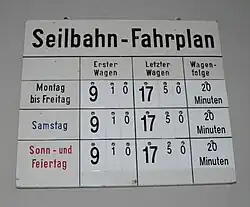 Seilbahn-Fahrplan
Erster Wagen
Letzter Wagen
Wagen-folge
Montag bis Freitag
9 10
17 50
20 Minuten
Samstag
9 10
17 50
20 Minuten
Sonn- und Feiertag
9 10
17 50
20 Minuten